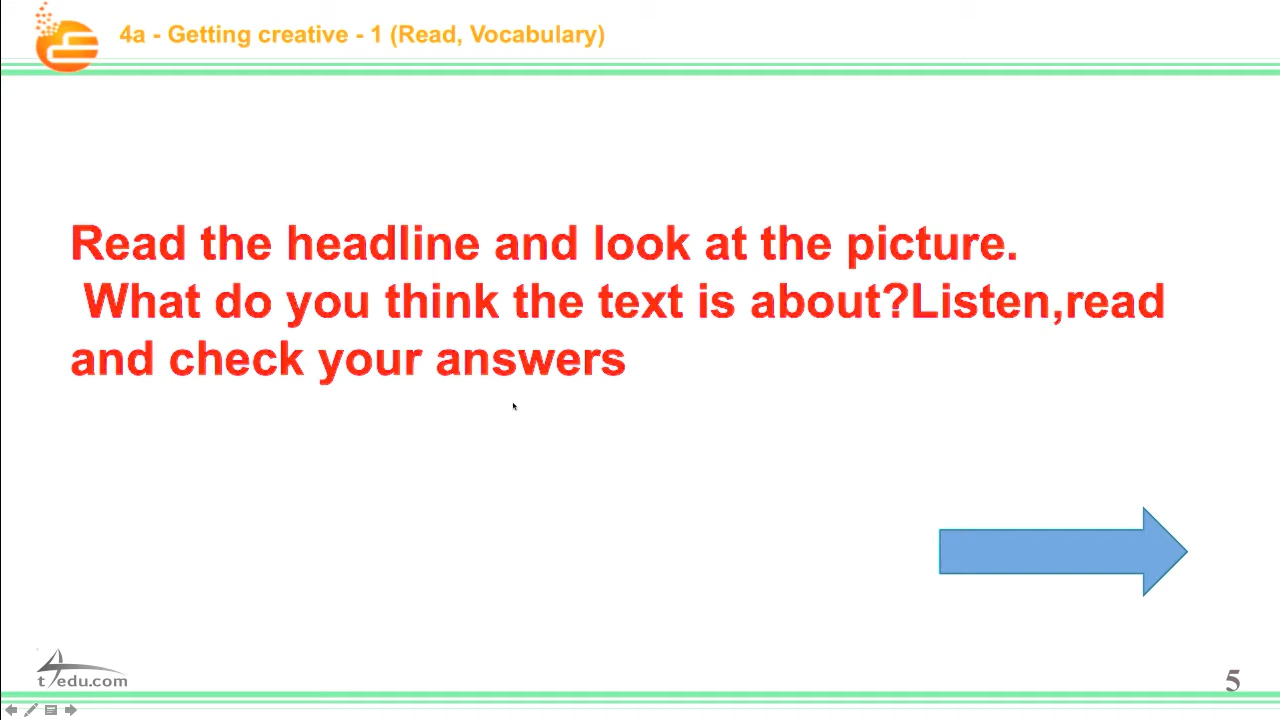 4a - Getting creative - 1 (Read, Vocabulary)
Read the headline and look at the picture.
What do you think the text is about?Listen,read
and check your answers
t4edu.com
5